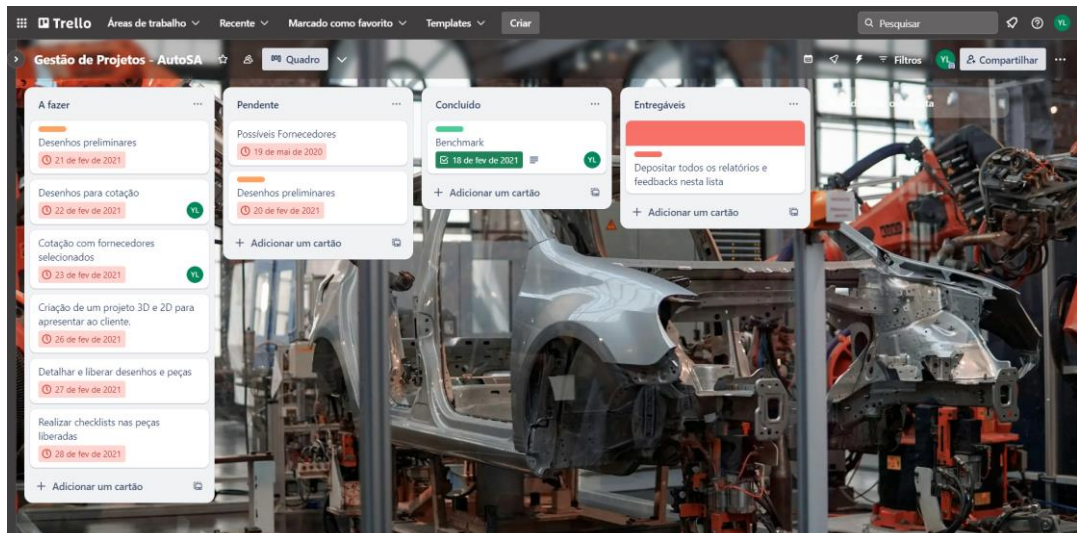 Trello Áreas de trabalho Recente Marcado como favorito Templates Criar Pesquisar YL
Gestão de Projetos - AutoSA Quadro Filtros YL Compartilhar
A fazer
Desenhos preliminares
21 de fev de 2021
Desenhos para cotação
22 de fev de 2021 YL
Cotação com fornecedores
selecionados
23 de fev de 2021 YL
Criação de um projeto 3D e 2D para
apresentar ao cliente.
26 de fev de 2021
Detalhar e liberar desenhos e peças
27 de fev de 2021
Realizar checklists nas peças
liberadas
28 de fev de 2021
+ Adicionar um cartão
Pendente
Possíveis Fornecedores
19 de mai de 2020
Desenhos preliminares
20 de fev de 2021
+ Adicionar um cartão
Concluído
Benchmark
18 de fev de 2021 YL
+ Adicionar um cartão
Entregáveis
Depositar todos os relatórios e
feedbacks nesta lista
+ Adicionar um cartão